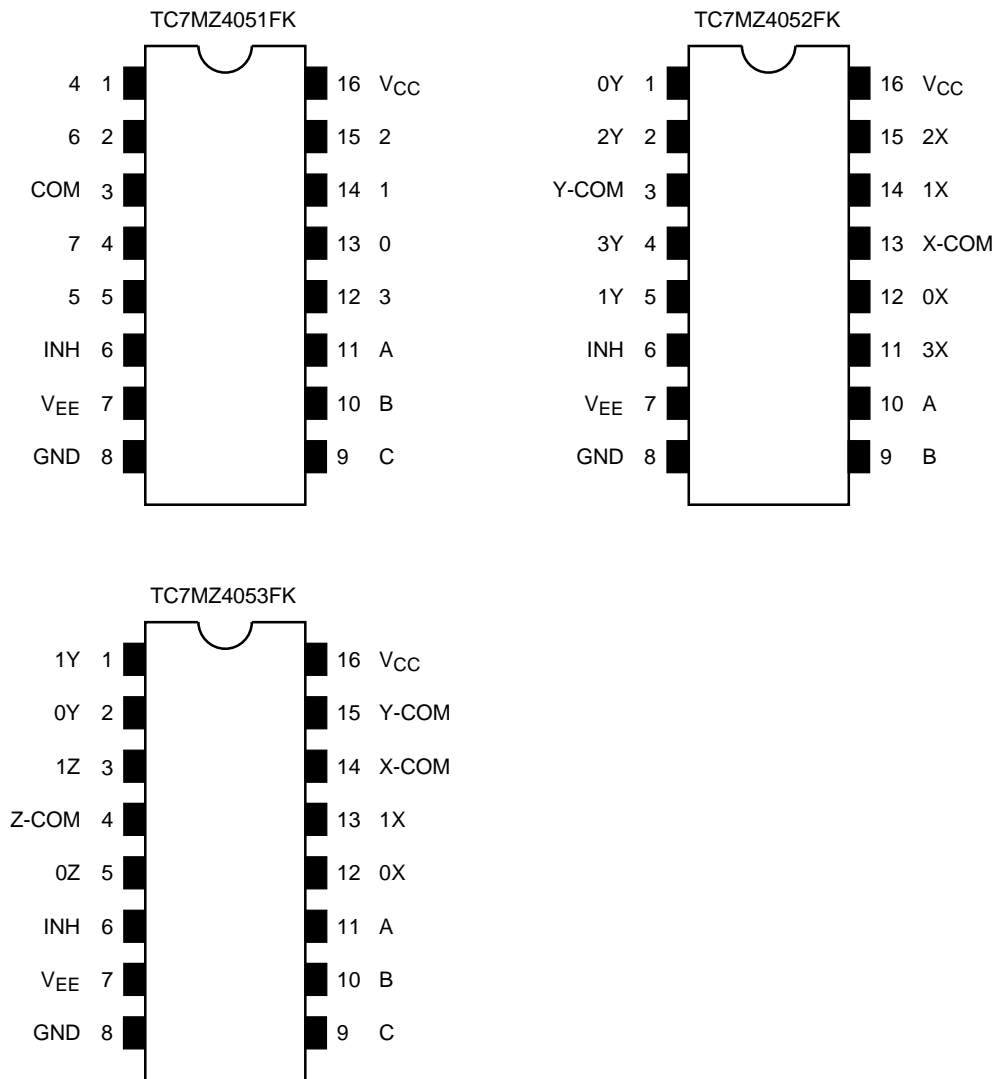 TC7MZ4051FK
4 1 16 VCC
6 2 15 2
COM 3 14 1
7 4 13 0
5 5 12 3
INH 6 11 A
VEE 7 10 B
GND 8 9 C
TC7MZ4052FK
0Y 1 16 VCC
2Y 2 15 2X
Y-COM 3 14 1X
3Y 4 13 X-COM
1Y 5 12 0X
INH 6 11 3X
VEE 7 10 A
GND 8 9 B
TC7MZ4053FK
1Y 1 16 VCC
0Y 2 15 Y-COM
1Z 3 14 X-COM
Z-COM 4 13 1X
0Z 5 12 0X
INH 6 11 A
VEE 7 10 B
GND 8 9 C